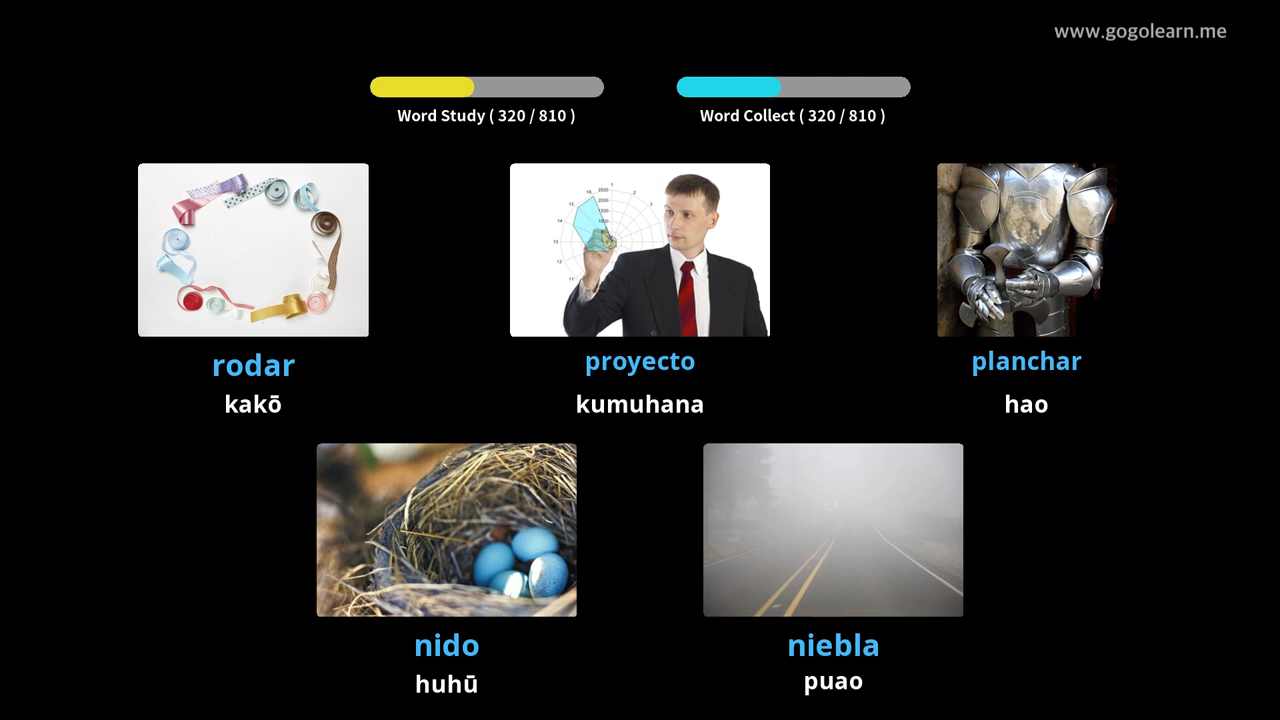 www.gogolearn.me
Word Study ( 320 / 810 )
Word Collect ( 320 / 810 )
rodar
kakō
proyecto
kumuhana
planchar
hao
nido
huhū
niebla
puao